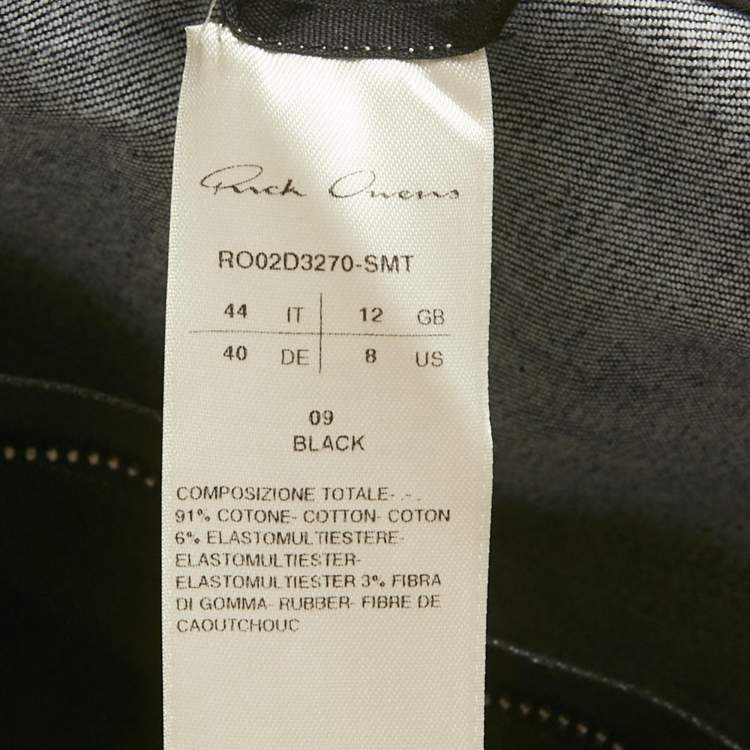 Rick Owens
RO02D3270-SMT
44 IT 12 GB
40 DE 8 US
09
BLACK
COMPOSIZIONE TOTALE- .- .
91% COTONE- COTTON- COTON
6% ELASTOMULTIESTERE-
ELASTOMULTIESTER-
ELASTOMULTIESTER 3% FIBRA
DI GOMMA- RUBBER- FIBRE DE
CAOUTCHOUC